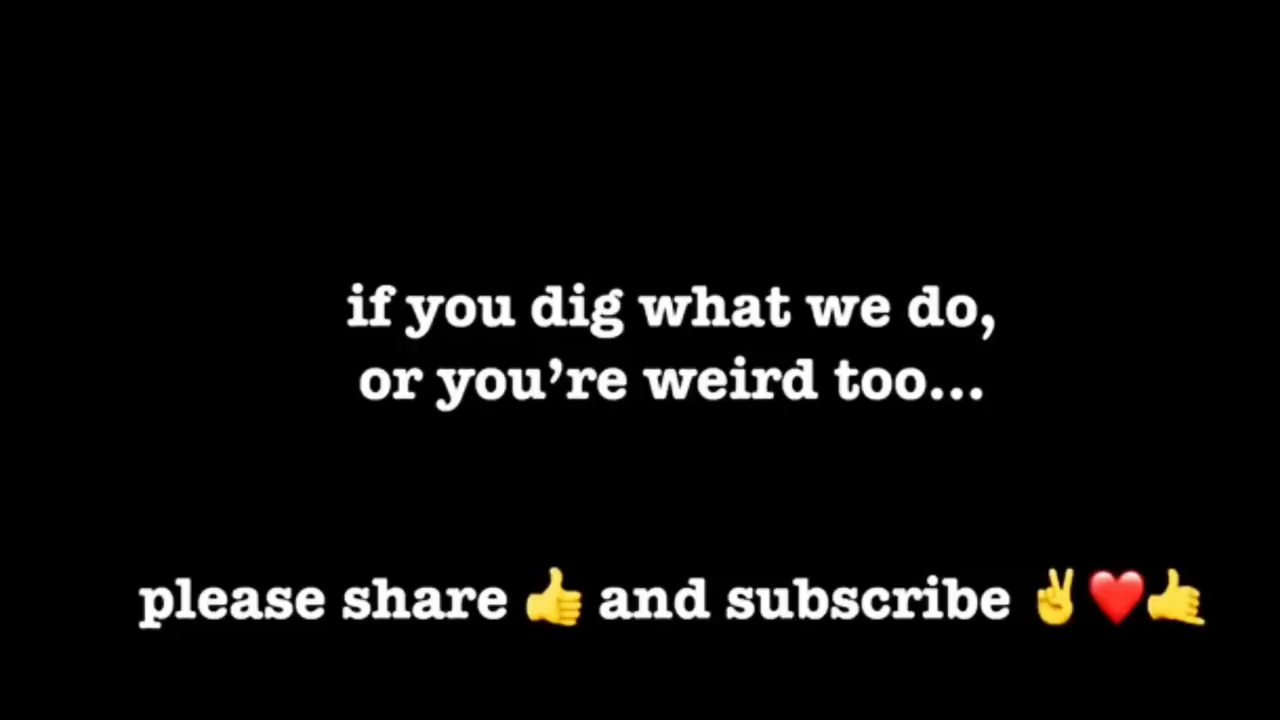 if you dig what we do,
or you’re weird too...
please share 👍 and subscribe ✌️❤️🤙